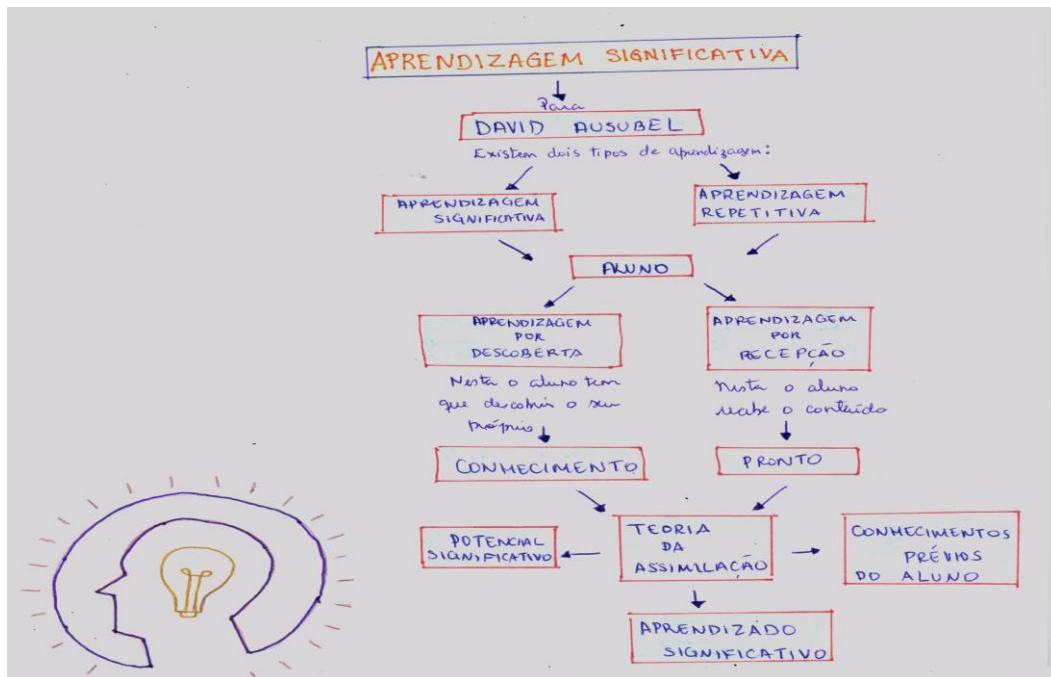 APRENDIZAGEM SIGNIFICATIVA
Para
DAVID AUSUBEL
Existem dois tipos de aprendizagem:
APRENDIZAGEM
SIGNIFICATIVA
APRENDIZAGEM
REPETITIVA
ALUNO
APRENDIZAGEM
POR
DESCOBERTA
Nesta o aluno tem
que descobrir o seu
próprio
APRENDIZAGEM
POR
RECEPÇÃO
Nesta o aluno
recebe o conteúdo
CONHECIMENTO
PRONTO
POTENCIAL
SIGNIFICATIVO
TEORIA
DA
ASSIMILAÇÃO
CONHECIMENTOS
PRÉVIOS
DO ALUNO
APRENDIZADO
SIGNIFICATIVO